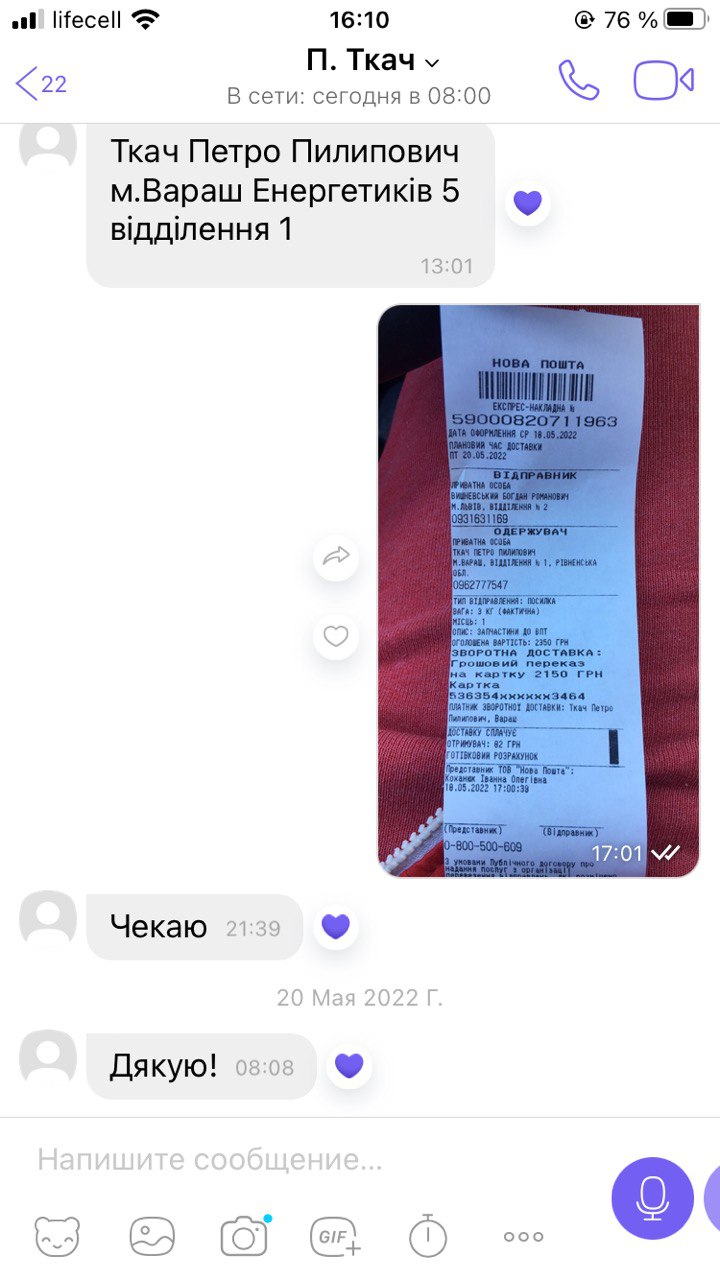 lifecell
16:10
76 %
22
П. Ткач
В сети: сегодня в 08:00
Ткач Петро Пилипович
м.Вараш Енергетиків 5
відділення 1
13:01
НОВА ПОШТА
ЕКСПРЕС-НАКЛАДНА №
59000820711963
ДАТА ОФОРМЛЕННЯ СР 18.05.2022
ПЛАНОВИЙ ЧАС ДОСТАВКИ
ПТ 20.05.2022
ВІДПРАВНИК
ПРИВАТНА ОСОБА
ВИШНЕВСЬКИЙ БОГДАН РОМАНОВИЧ
М.ЛЬВІВ, ВІДДІЛЕННЯ № 2
0931631169
ОДЕРЖУВАЧ
ПРИВАТНА ОСОБА
ТКАЧ ПЕТРО ПИЛИПОВИЧ
М.ВАРАШ, ВІДДІЛЕННЯ № 1, РІВНЕНСЬКА
ОБЛ.
0962777547
ТИП ВІДПРАВЛЕННЯ: ПОСИЛКА
ВАГА: 3 КГ (ФАКТИЧНА)
МІСЦЬ: 1
ОПИС: ЗАПЧАСТИНИ ДО ВПТ
ОГОЛОШЕНА ВАРТІСТЬ: 2350 ГРН
ЗВОРОТНА ДОСТАВКА:
Грошовий переказ
на картку 2150 ГРН
Картка
536354xxxxxx3464
ПЛАТНИК ЗВОРОТНОЇ ДОСТАВКИ: Ткач Петро
Пилипович, Вараш
ДОСТАВКУ СПЛАЧУЄ
ОТРИМУВАЧ: 82 ГРН
ГОТІВКОВИЙ РОЗРАХУНОК
Представник ТОВ "Нова Пошта":
Коханюк Іванна Олегівна
18.05.2022 17:00:39
(Представник) (Відправник)
0-800-500-609
З умовами Публічного договору про
надання послуг з організації
17:01
Чекаю
21:39
20 Мая 2022 г.
Дякую!
08:08
Напишите сообщение...
GIF